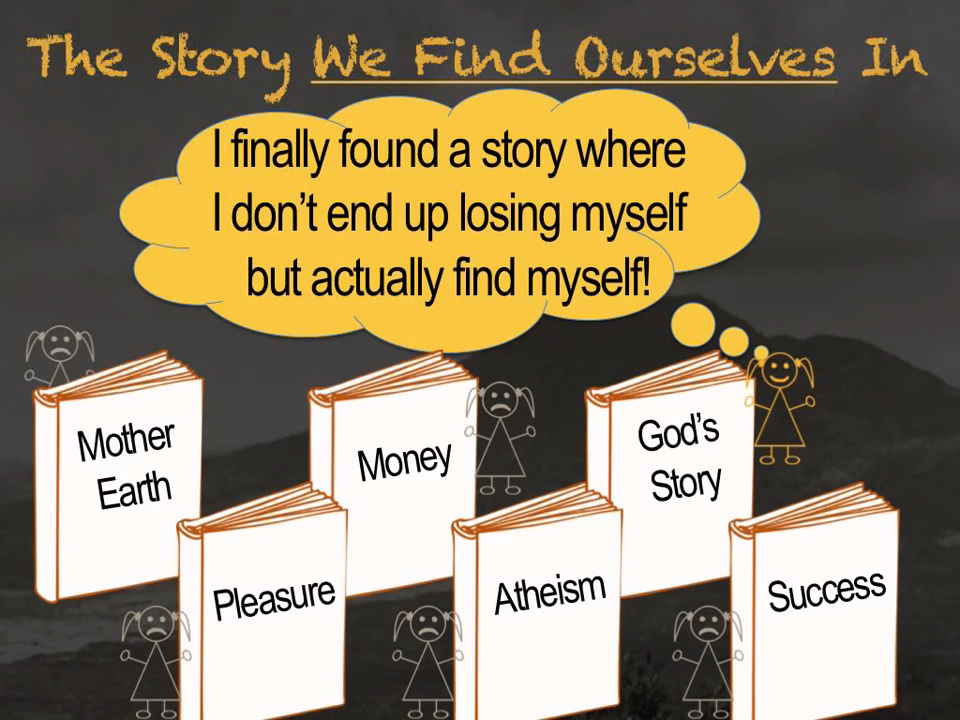 The Story We Find Ourselves In
I finally found a story where
I don't end up losing myself
but actually find myself!
Mother
Earth
Money
God's
Story
Pleasure
Atheism
Success